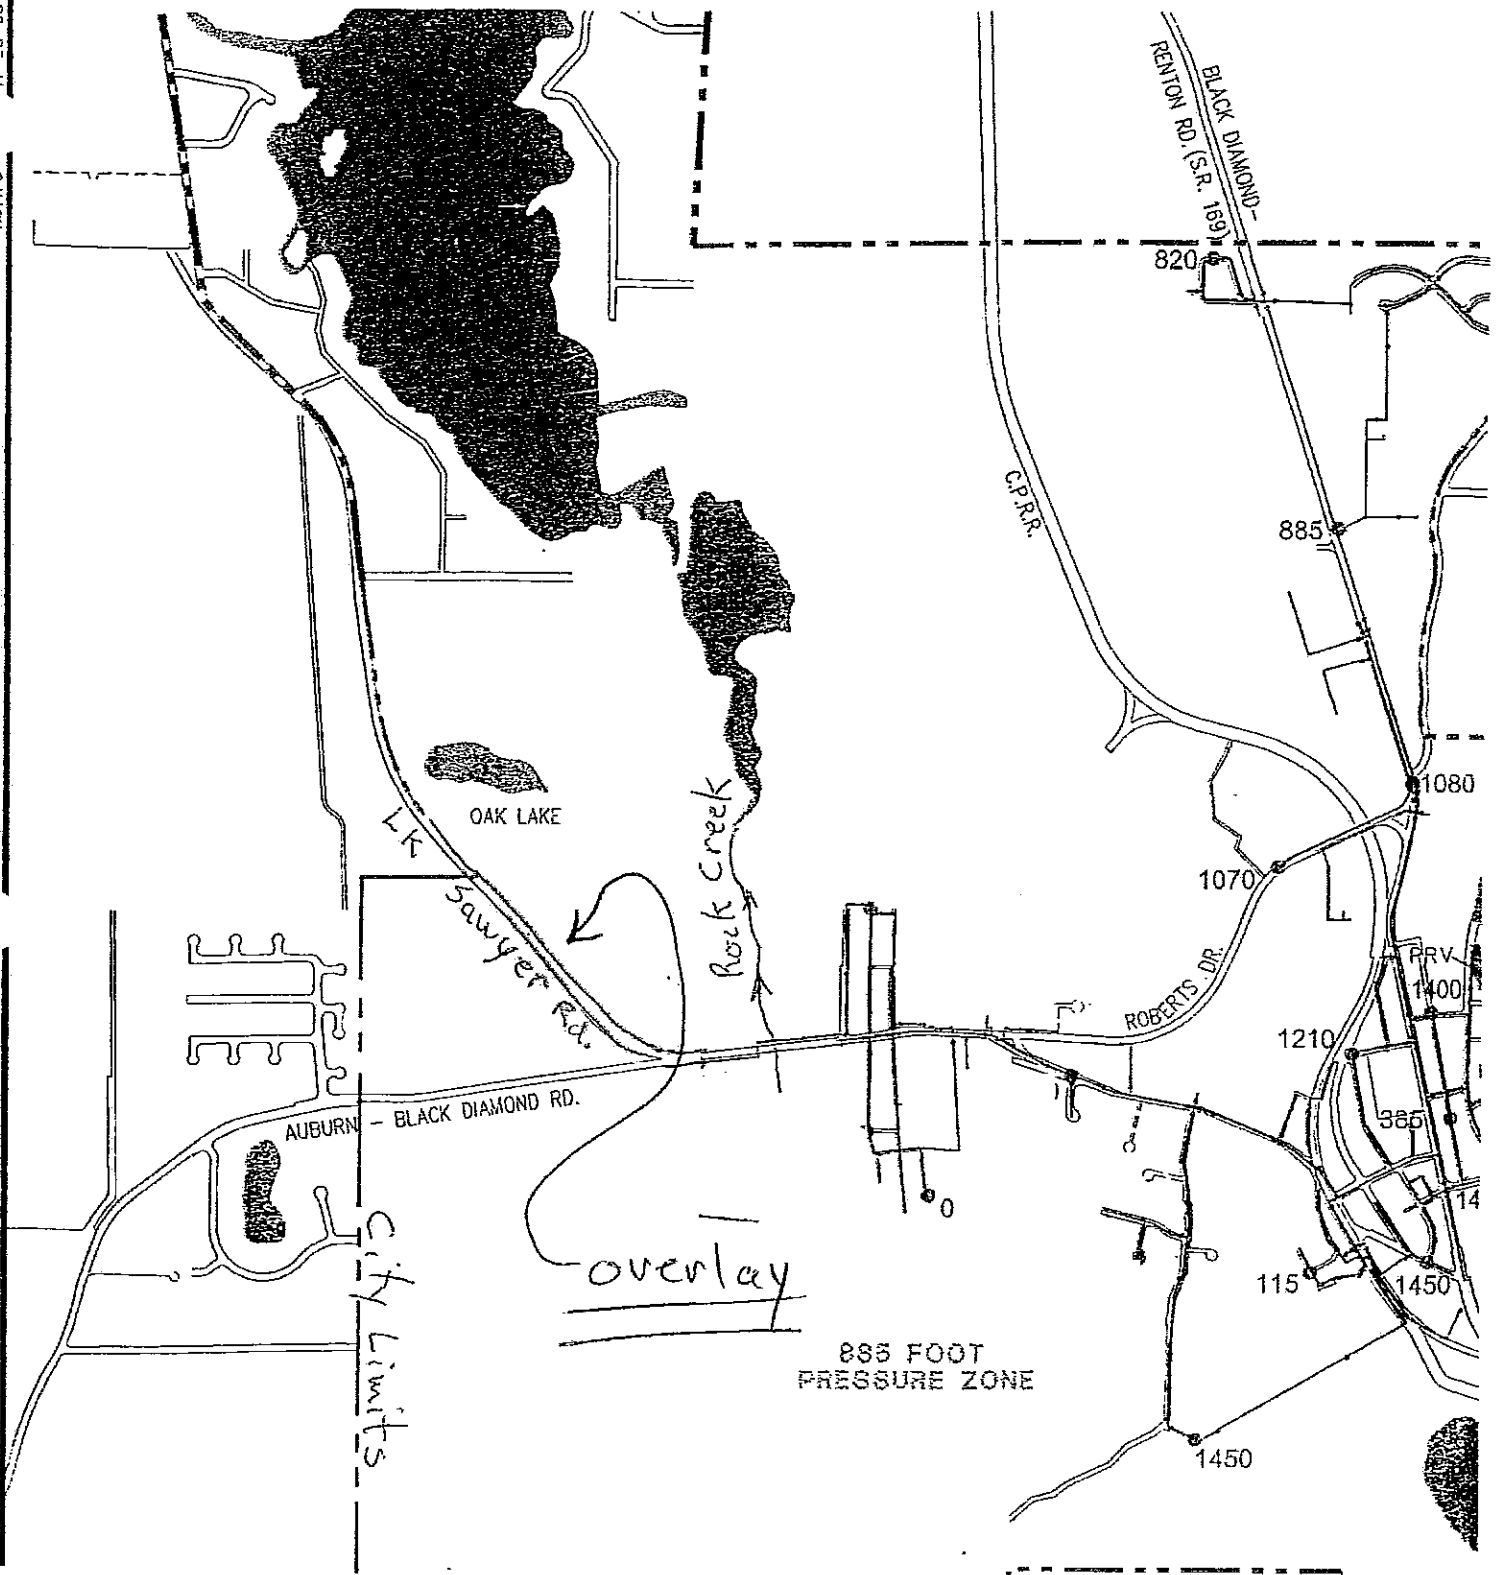 BLACK DIAMOND-
RENTON RD. (S.R. 169)
820
C.P.R.R.
885
1080
OAK LAKE
Lk
Sawyer Rd.
Rock Creek
1070
PRV
1400
ROBERTS DR.
1210
AUBURN - BLACK DIAMOND RD.
385
0
14
City Limits
overlay
115
1450
885 FOOT
PRESSURE ZONE
1450